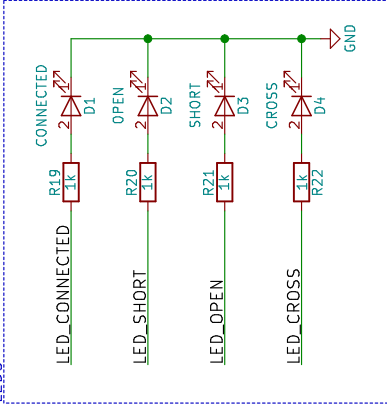 GND
CONNECTED
1
2
D1
OPEN
1
2
D2
SHORT
1
2
D3
CROSS
1
2
D4
R19
1k
R20
1k
R21
1k
R22
1k
LED_CONNECTED
LED_SHORT
LED_OPEN
LED_CROSS